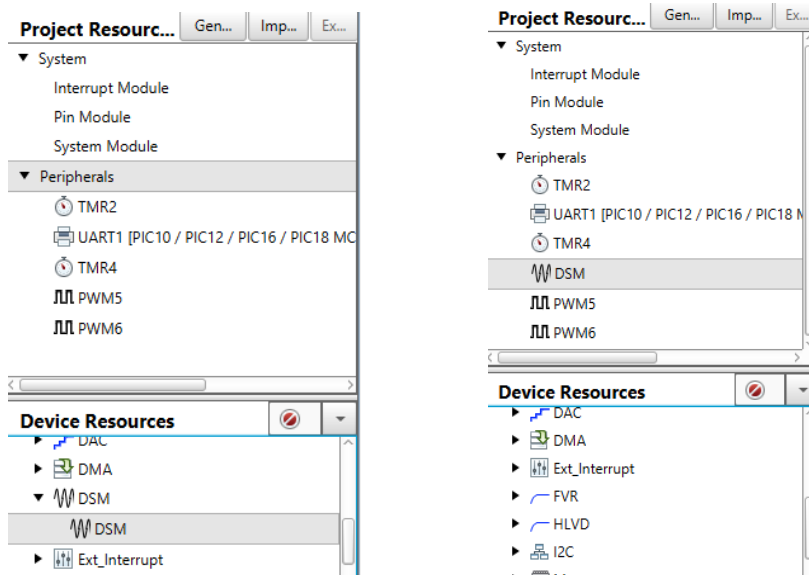 Project Resourc... Gen... Imp... Ex...
System
Interrupt Module
Pin Module
System Module
Peripherals
TMR2
UART1 [PIC10 / PIC12 / PIC16 / PIC18 MC
TMR4
PWM5
PWM6
Device Resources
DAC
DMA
DSM
DSM
Ext_Interrupt
Project Resourc... Gen... Imp... Ex...
System
Interrupt Module
Pin Module
System Module
Peripherals
TMR2
UART1 [PIC10 / PIC12 / PIC16 / PIC18 M
TMR4
DSM
PWM5
PWM6
Device Resources
DAC
DMA
Ext_Interrupt
FVR
HLVD
I2C